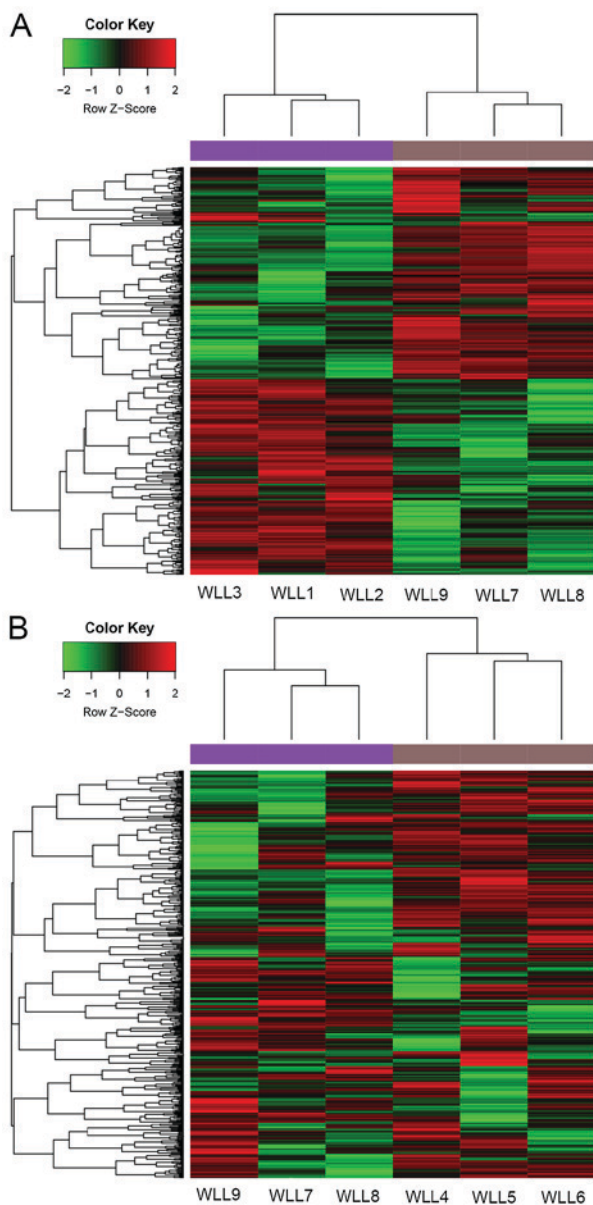 A
Color Key
−2 −1 0 1 2
Row Z−Score
WLL3 WLL1 WLL2 WLL9 WLL7 WLL8
B
Color Key
−2 −1 0 1 2
Row Z−Score
WLL9 WLL7 WLL8 WLL4 WLL5 WLL6